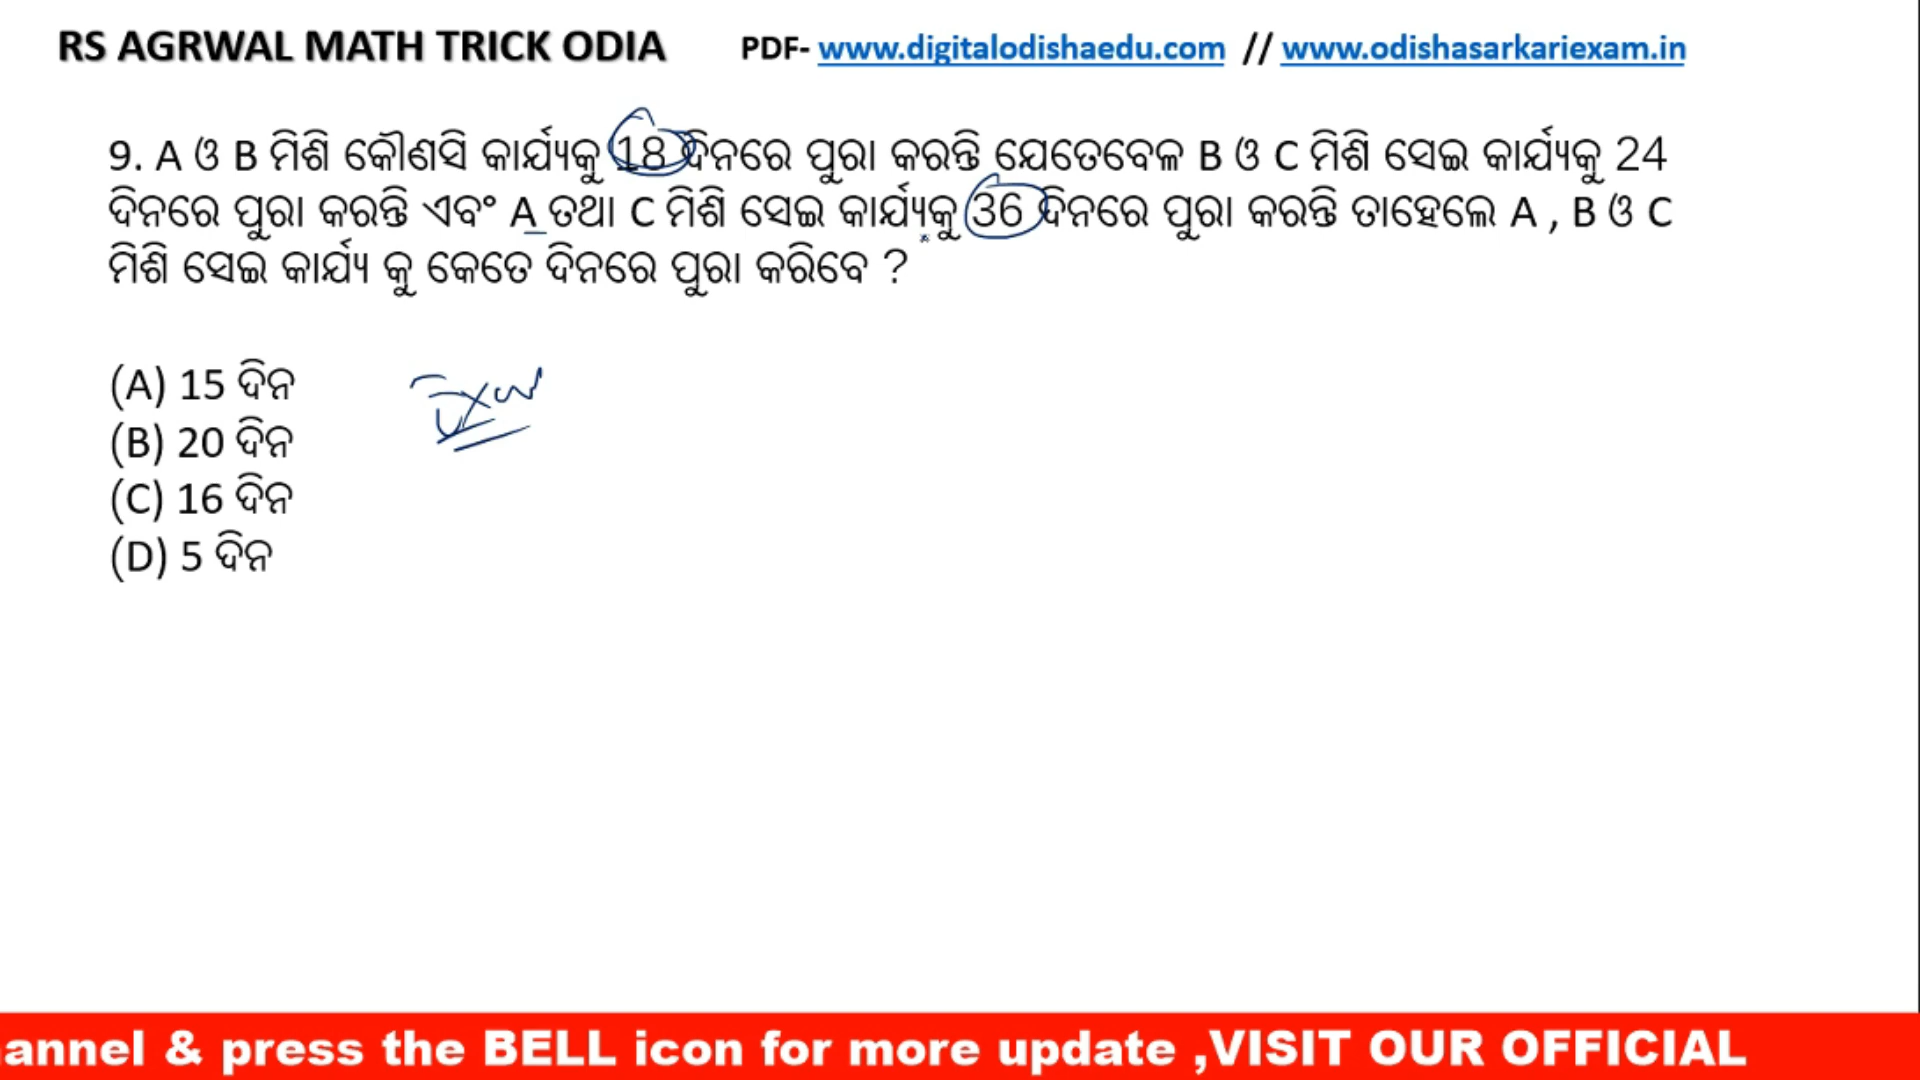 RS AGRWAL MATH TRICK ODIA PDF- www.digitalodishaedu.com // www.odishasarkariexam.in
9. A ଓ B ମିଶି କୌଣସି କାର୍ଯ୍ୟକୁ 18 ଦିନରେ ପୁରା କରନ୍ତି ଯେତେବେଳ B ଓ C ମିଶି ସେଇ କାର୍ଯ୍ୟକୁ 24
ଦିନରେ ପୁରା କରନ୍ତି ଏବଂ A ତଥା C ମିଶି ସେଇ କାର୍ଯ୍ୟକୁ 36 ଦିନରେ ପୁରା କରନ୍ତି ତାହେଲେ A , B ଓ C
ମିଶି ସେଇ କାର୍ଯ୍ୟ କୁ କେତେ ଦିନରେ ପୁରା କରିବେ ?
(A) 15 ଦିନ
(B) 20 ଦିନ
(C) 16 ଦିନ
(D) 5 ଦିନ
annel & press the BELL icon for more update ,VISIT OUR OFFICIAL